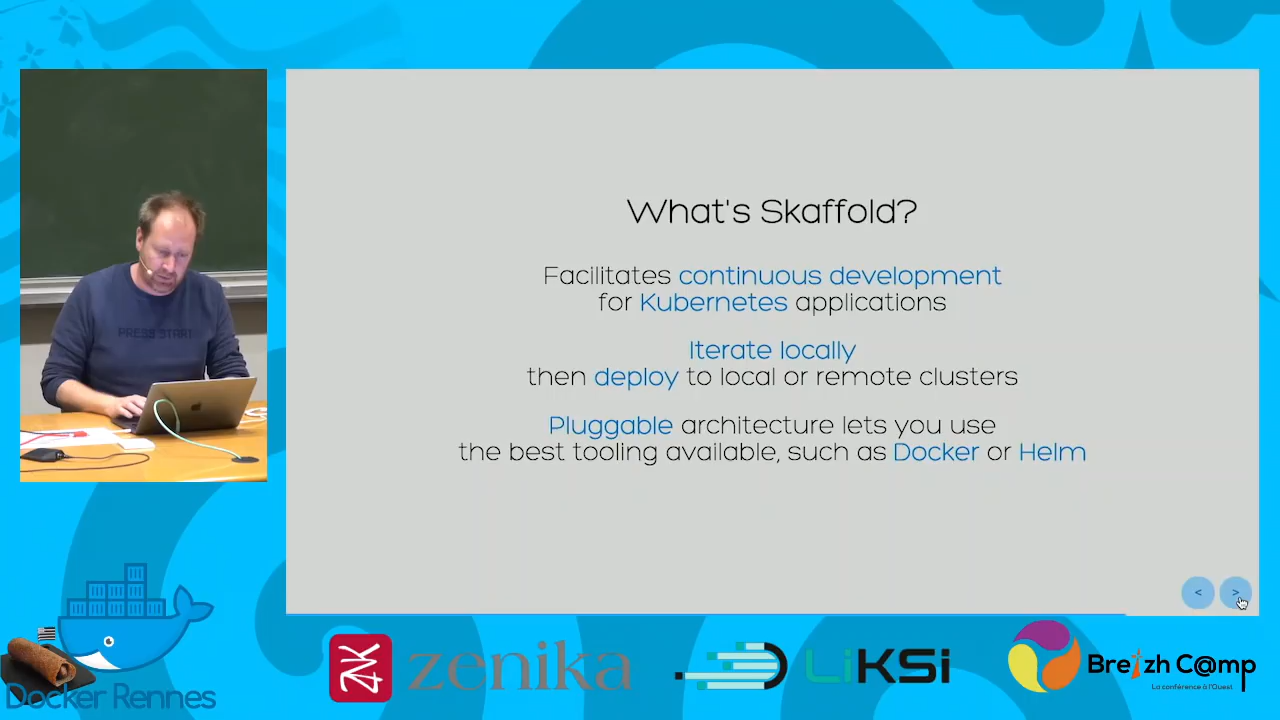 What's Skaffold?
Facilitates continuous development
for Kubernetes applications
Iterate locally
then deploy to local or remote clusters
Pluggable architecture lets you use
the best tooling available, such as Docker or Helm
PRESS START
< >
Docker Rennes
zenika
LiKSi
Breizh C@mp
La conférence à l'Ouest